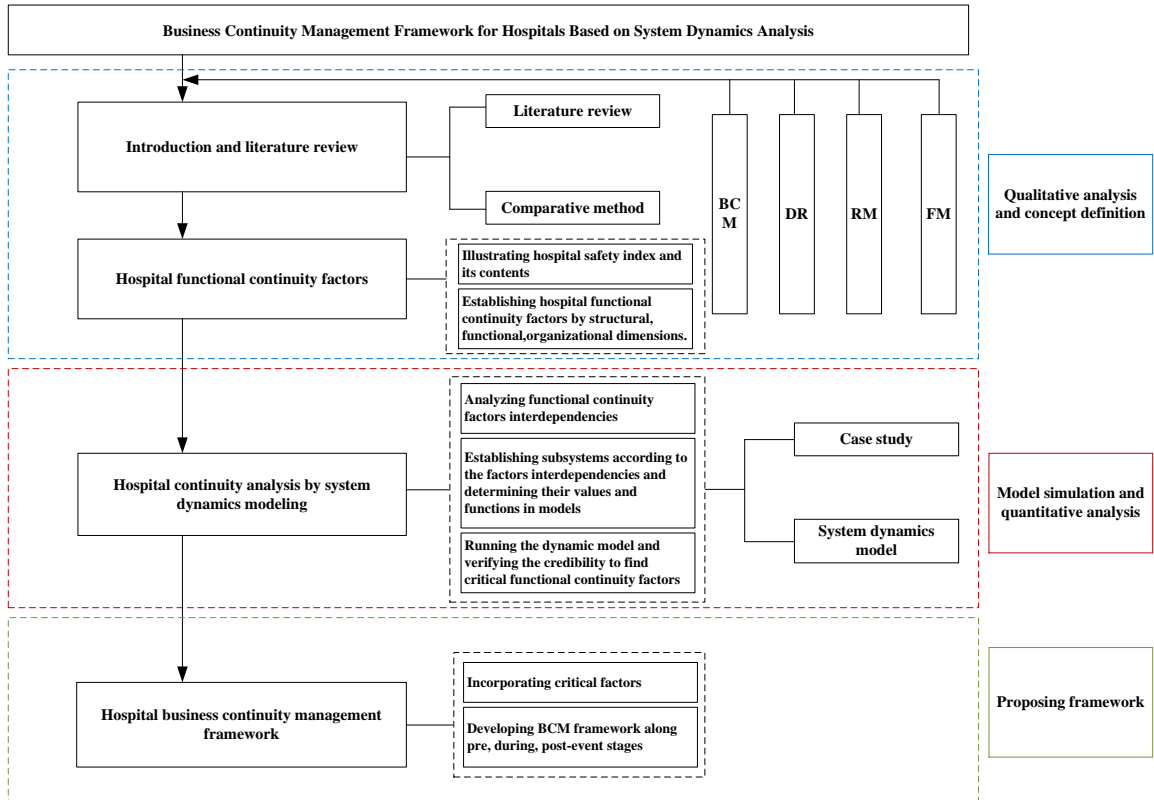 Business Continuity Management Framework for Hospitals Based on System Dynamics Analysis
Introduction and literature review
Literature review
Comparative method
BC
M
DR
RM
FM
Qualitative analysis
and concept definition
Hospital functional continuity factors
Illustrating hospital safety index and
its contents
Establishing hospital functional
continuity factors by structural,
functional,organizational dimensions.
Hospital continuity analysis by system
dynamics modeling
Analyzing functional continuity
factors interdependencies
Establishing subsystems according to
the factors interdependencies and
determining their values and
functions in models
Running the dynamic model and
verifying the credibility to find
critical functional continuity factors
Case study
System dynamics
model
Model simulation and
quantitative analysis
Hospital business continuity management
framework
Incorporating critical factors
Developing BCM framework along
pre, during, post-event stages
Proposing framework